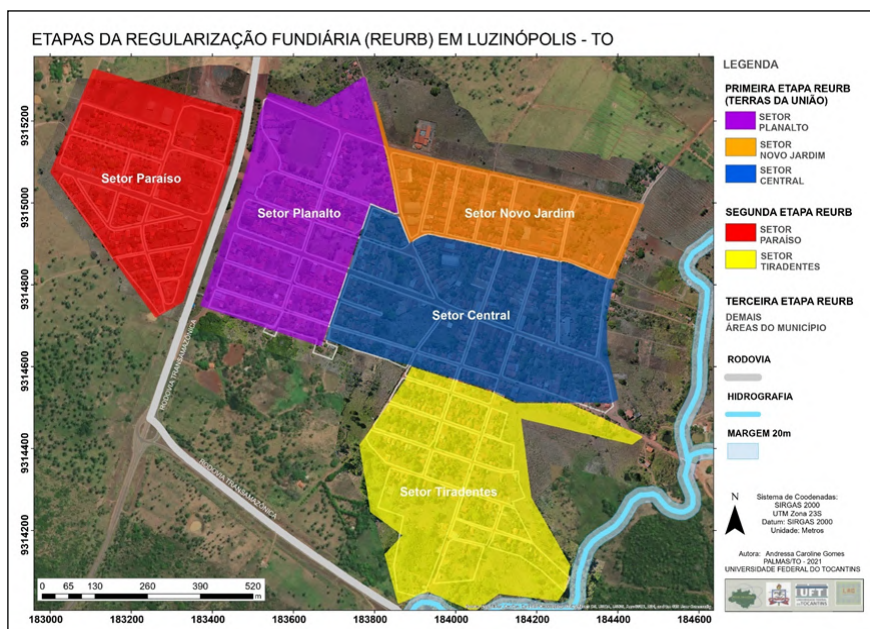 ETAPAS DA REGULARIZAÇÃO FUNDIÁRIA (REURB) EM LUZINÓPOLIS - TO
LEGENDA
PRIMEIRA ETAPA REURB
(TERRAS DA UNIÃO)
SETOR
PLANALTO
SETOR
NOVO JARDIM
SETOR
CENTRAL
SEGUNDA ETAPA REURB
SETOR
PARAÍSO
SETOR
TIRADENTES
TERCEIRA ETAPA REURB
DEMAIS
ÁREAS DO MUNICÍPIO
RODOVIA
HIDROGRAFIA
MARGEM 20m
N
Sistema de Coodenadas:
SIRGAS 2000
UTM Zona 23S
Datum: SIRGAS 2000
Unidade: Metros
Autora: Andressa Caroline Gomes
PALMAS/TO - 2021
UNIVERSIDADE FEDERAL DO TOCANTINS
UFT
Setor Paraíso
Setor Planalto
Setor Novo Jardim
Setor Central
Setor Tiradentes
RODOVIA TRANSAMAZÔNICA
RODOVIA TRANSAMAZÔNICA
9315200
9315000
9314800
9314600
9314400
9314200
0 65 130 260 390 520
m
183000 183200 183400 183600 183800 184000 184200 184400 184600